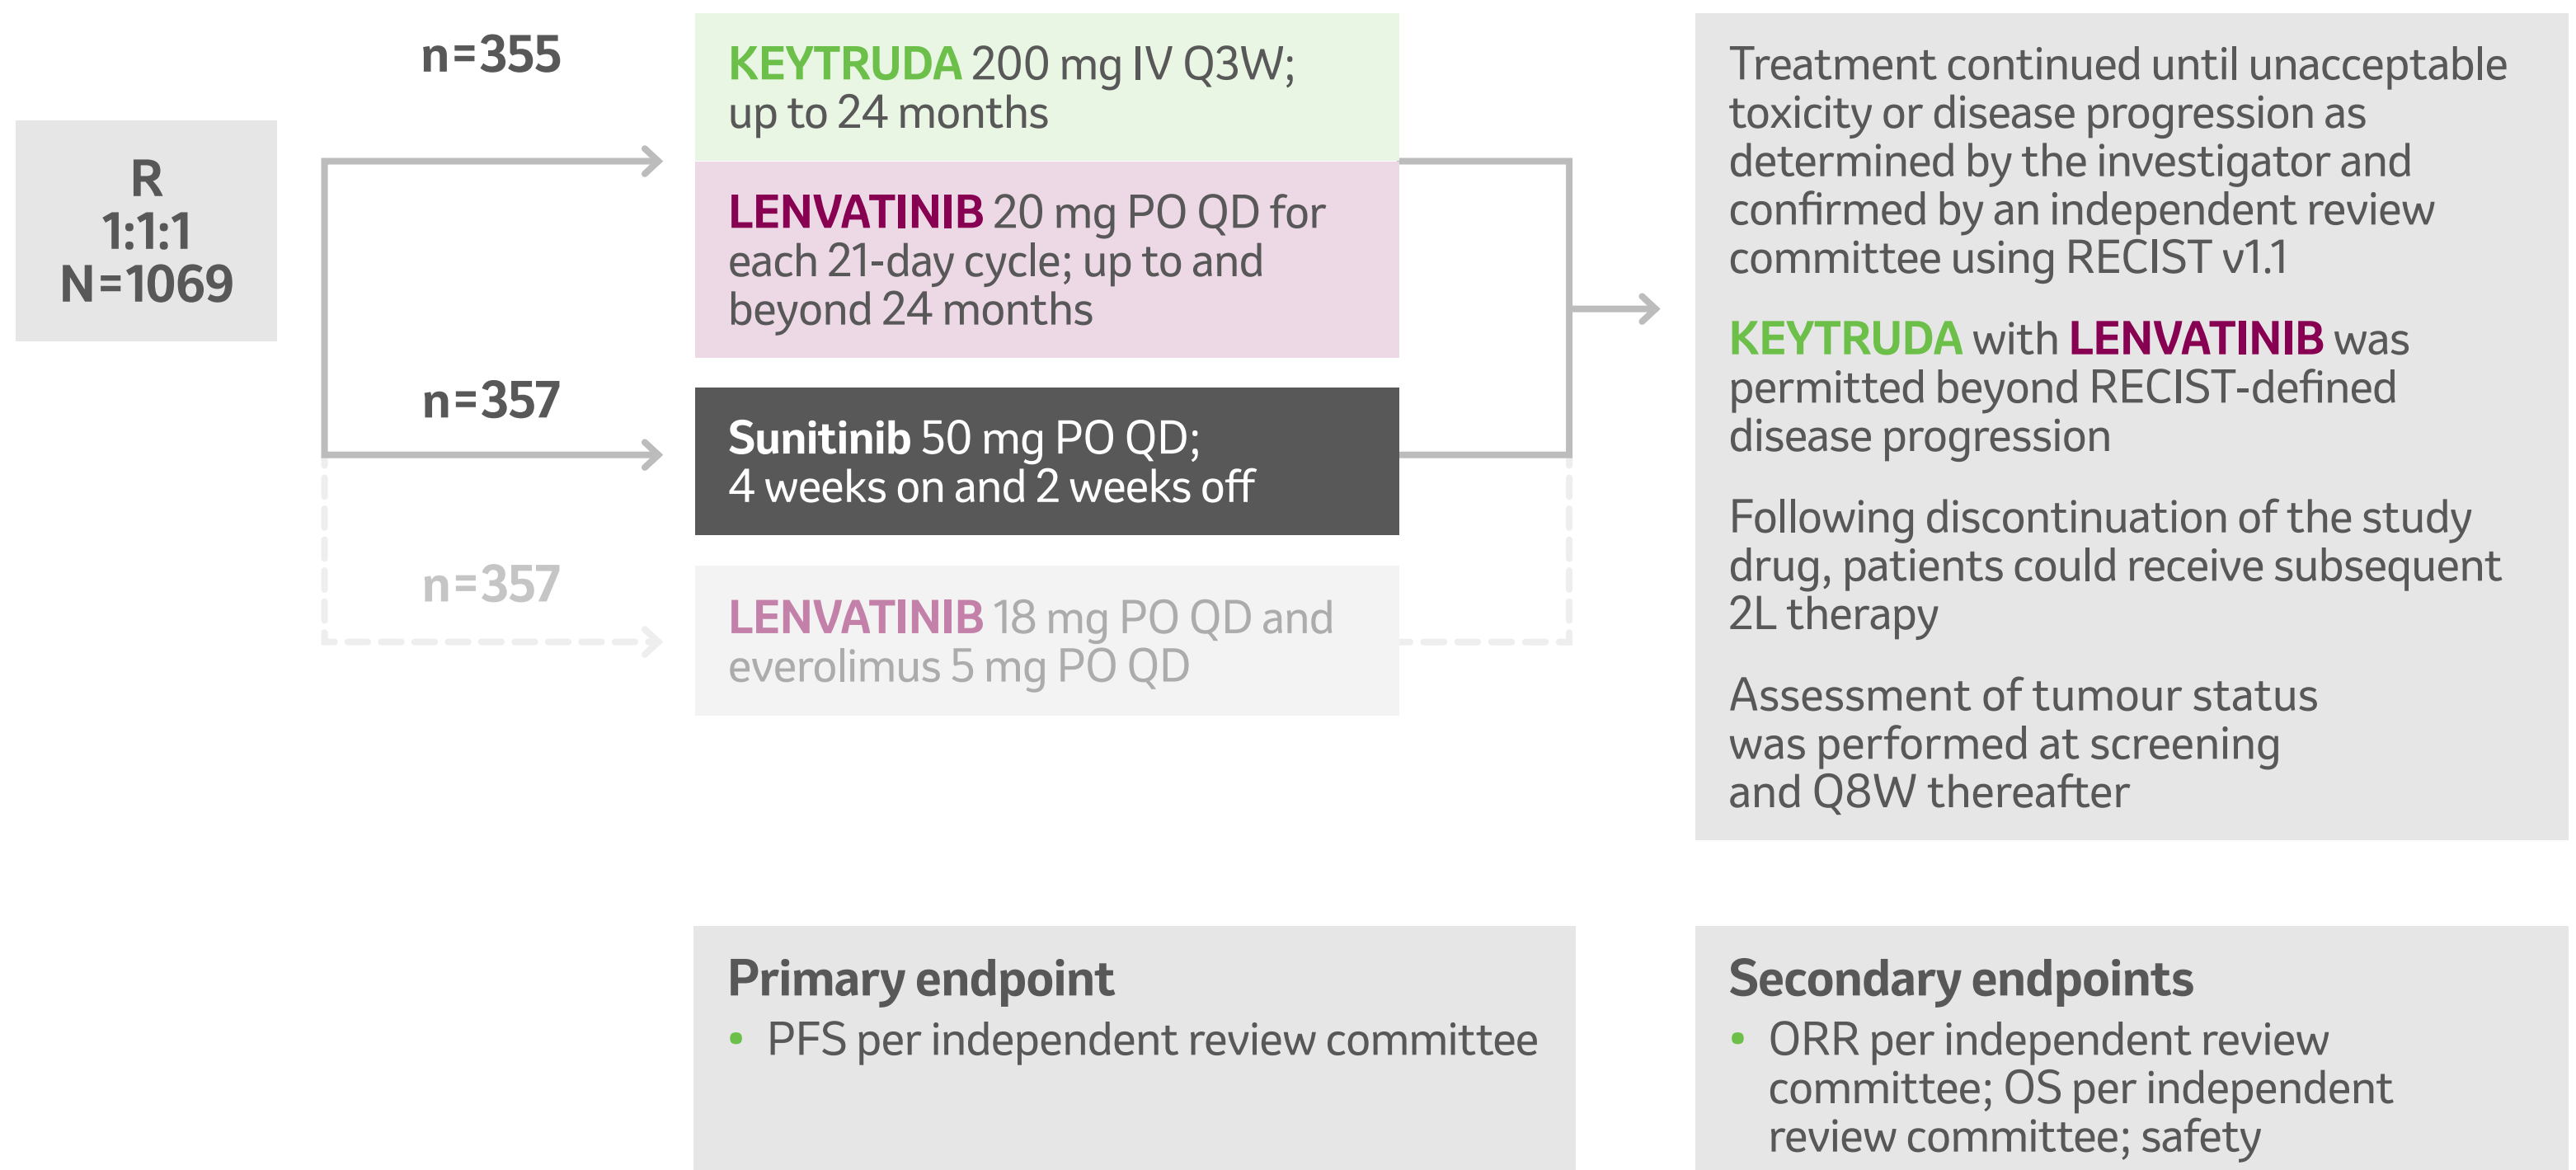 R
1:1:1
N=1069
n=355
KEYTRUDA 200 mg IV Q3W;
up to 24 months
LENVATINIB 20 mg PO QD for
each 21-day cycle; up to and
beyond 24 months
n=357
Sunitinib 50 mg PO QD;
4 weeks on and 2 weeks off
n=357
LENVATINIB 18 mg PO QD and
everolimus 5 mg PO QD
Treatment continued until unacceptable
toxicity or disease progression as
determined by the investigator and
confirmed by an independent review
committee using RECIST v1.1
KEYTRUDA with LENVATINIB was
permitted beyond RECIST-defined
disease progression
Following discontinuation of the study
drug, patients could receive subsequent
2L therapy
Assessment of tumour status
was performed at screening
and Q8W thereafter
Primary endpoint
• PFS per independent review committee
Secondary endpoints
• ORR per independent review
committee; OS per independent
review committee; safety